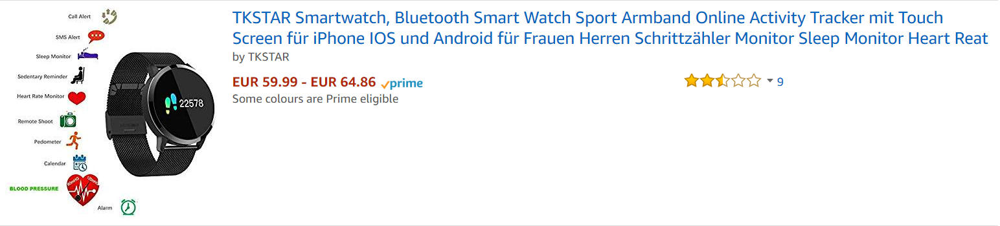 Call Alert
SMS Alert
Sleep Monitor
Sedentary Reminder
Heart Rate Monitor
Remote Shoot
Pedometer
Calendar
BLOOD PRESSURE
Alarm
22578
TKSTAR Smartwatch, Bluetooth Smart Watch Sport Armband Online Activity Tracker mit Touch
Screen für iPhone IOS und Android für Frauen Herren Schrittzähler Monitor Sleep Monitor Heart Reat
by TKSTAR
EUR 59.99 - EUR 64.86 prime
9
Some colours are Prime eligible